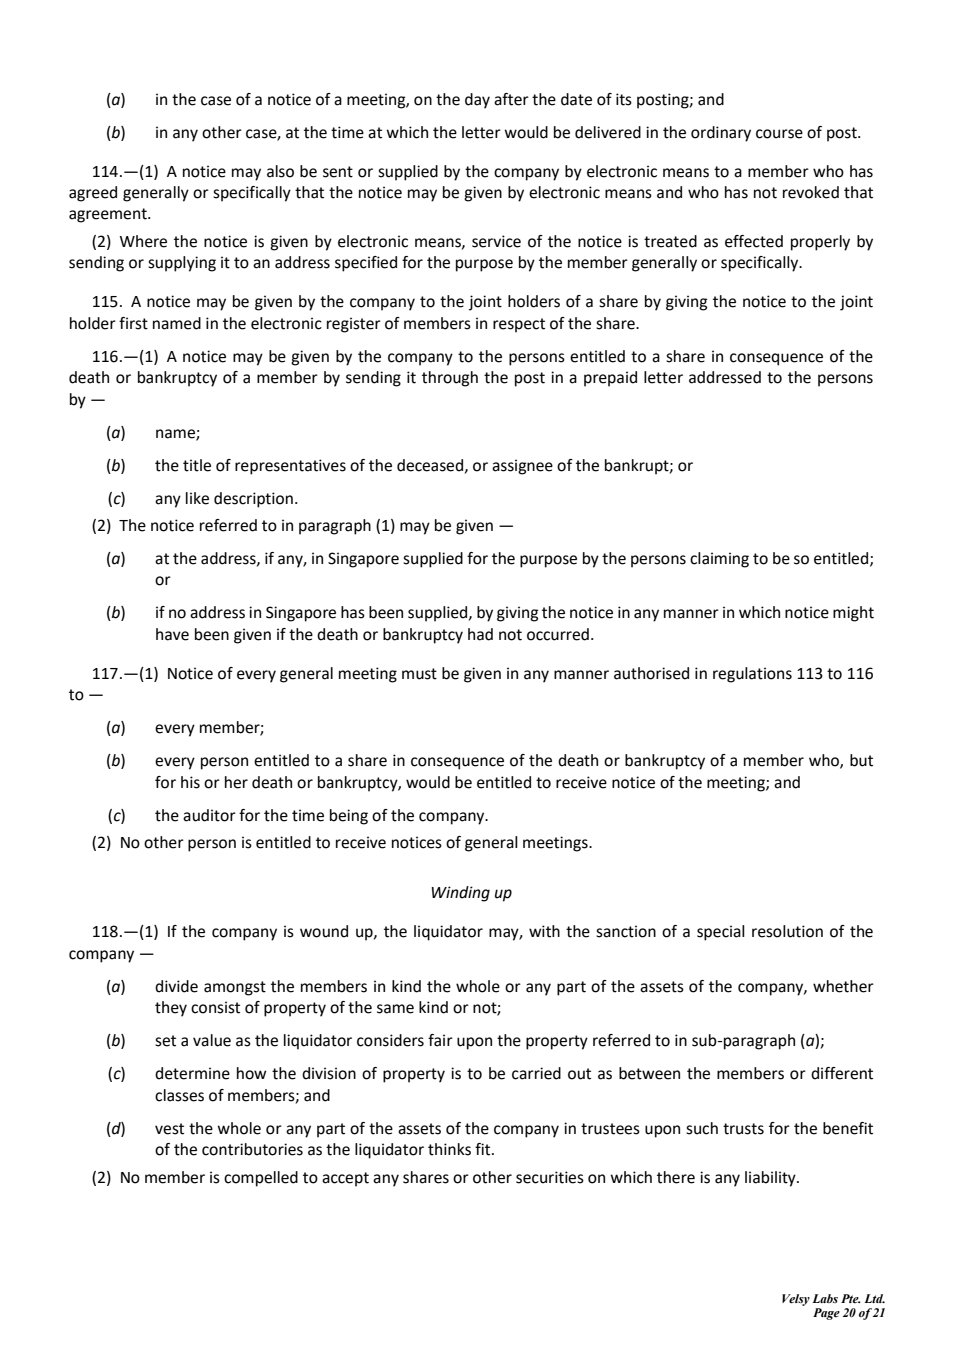 (a) in the case of a notice of a meeting, on the day after the date of its posting; and
(b) in any other case, at the time at which the letter would be delivered in the ordinary course of post.
114.—(1) A notice may also be sent or supplied by the company by electronic means to a member who has
agreed generally or specifically that the notice may be given by electronic means and who has not revoked that
agreement.
(2) Where the notice is given by electronic means, service of the notice is treated as effected properly by
sending or supplying it to an address specified for the purpose by the member generally or specifically.
115. A notice may be given by the company to the joint holders of a share by giving the notice to the joint
holder first named in the electronic register of members in respect of the share.
116.—(1) A notice may be given by the company to the persons entitled to a share in consequence of the
death or bankruptcy of a member by sending it through the post in a prepaid letter addressed to the persons
by —
(a) name;
(b) the title of representatives of the deceased, or assignee of the bankrupt; or
(c) any like description.
(2) The notice referred to in paragraph (1) may be given —
(a) at the address, if any, in Singapore supplied for the purpose by the persons claiming to be so entitled;
or
(b) if no address in Singapore has been supplied, by giving the notice in any manner in which notice might
have been given if the death or bankruptcy had not occurred.
117.—(1) Notice of every general meeting must be given in any manner authorised in regulations 113 to 116
to —
(a) every member;
(b) every person entitled to a share in consequence of the death or bankruptcy of a member who, but
for his or her death or bankruptcy, would be entitled to receive notice of the meeting; and
(c) the auditor for the time being of the company.
(2) No other person is entitled to receive notices of general meetings.
Winding up
118.—(1) If the company is wound up, the liquidator may, with the sanction of a special resolution of the
company —
(a) divide amongst the members in kind the whole or any part of the assets of the company, whether
they consist of property of the same kind or not;
(b) set a value as the liquidator considers fair upon the property referred to in sub-paragraph (a);
(c) determine how the division of property is to be carried out as between the members or different
classes of members; and
(d) vest the whole or any part of the assets of the company in trustees upon such trusts for the benefit
of the contributories as the liquidator thinks fit.
(2) No member is compelled to accept any shares or other securities on which there is any liability.
Velsy Labs Pte. Ltd.
Page 20 of 21